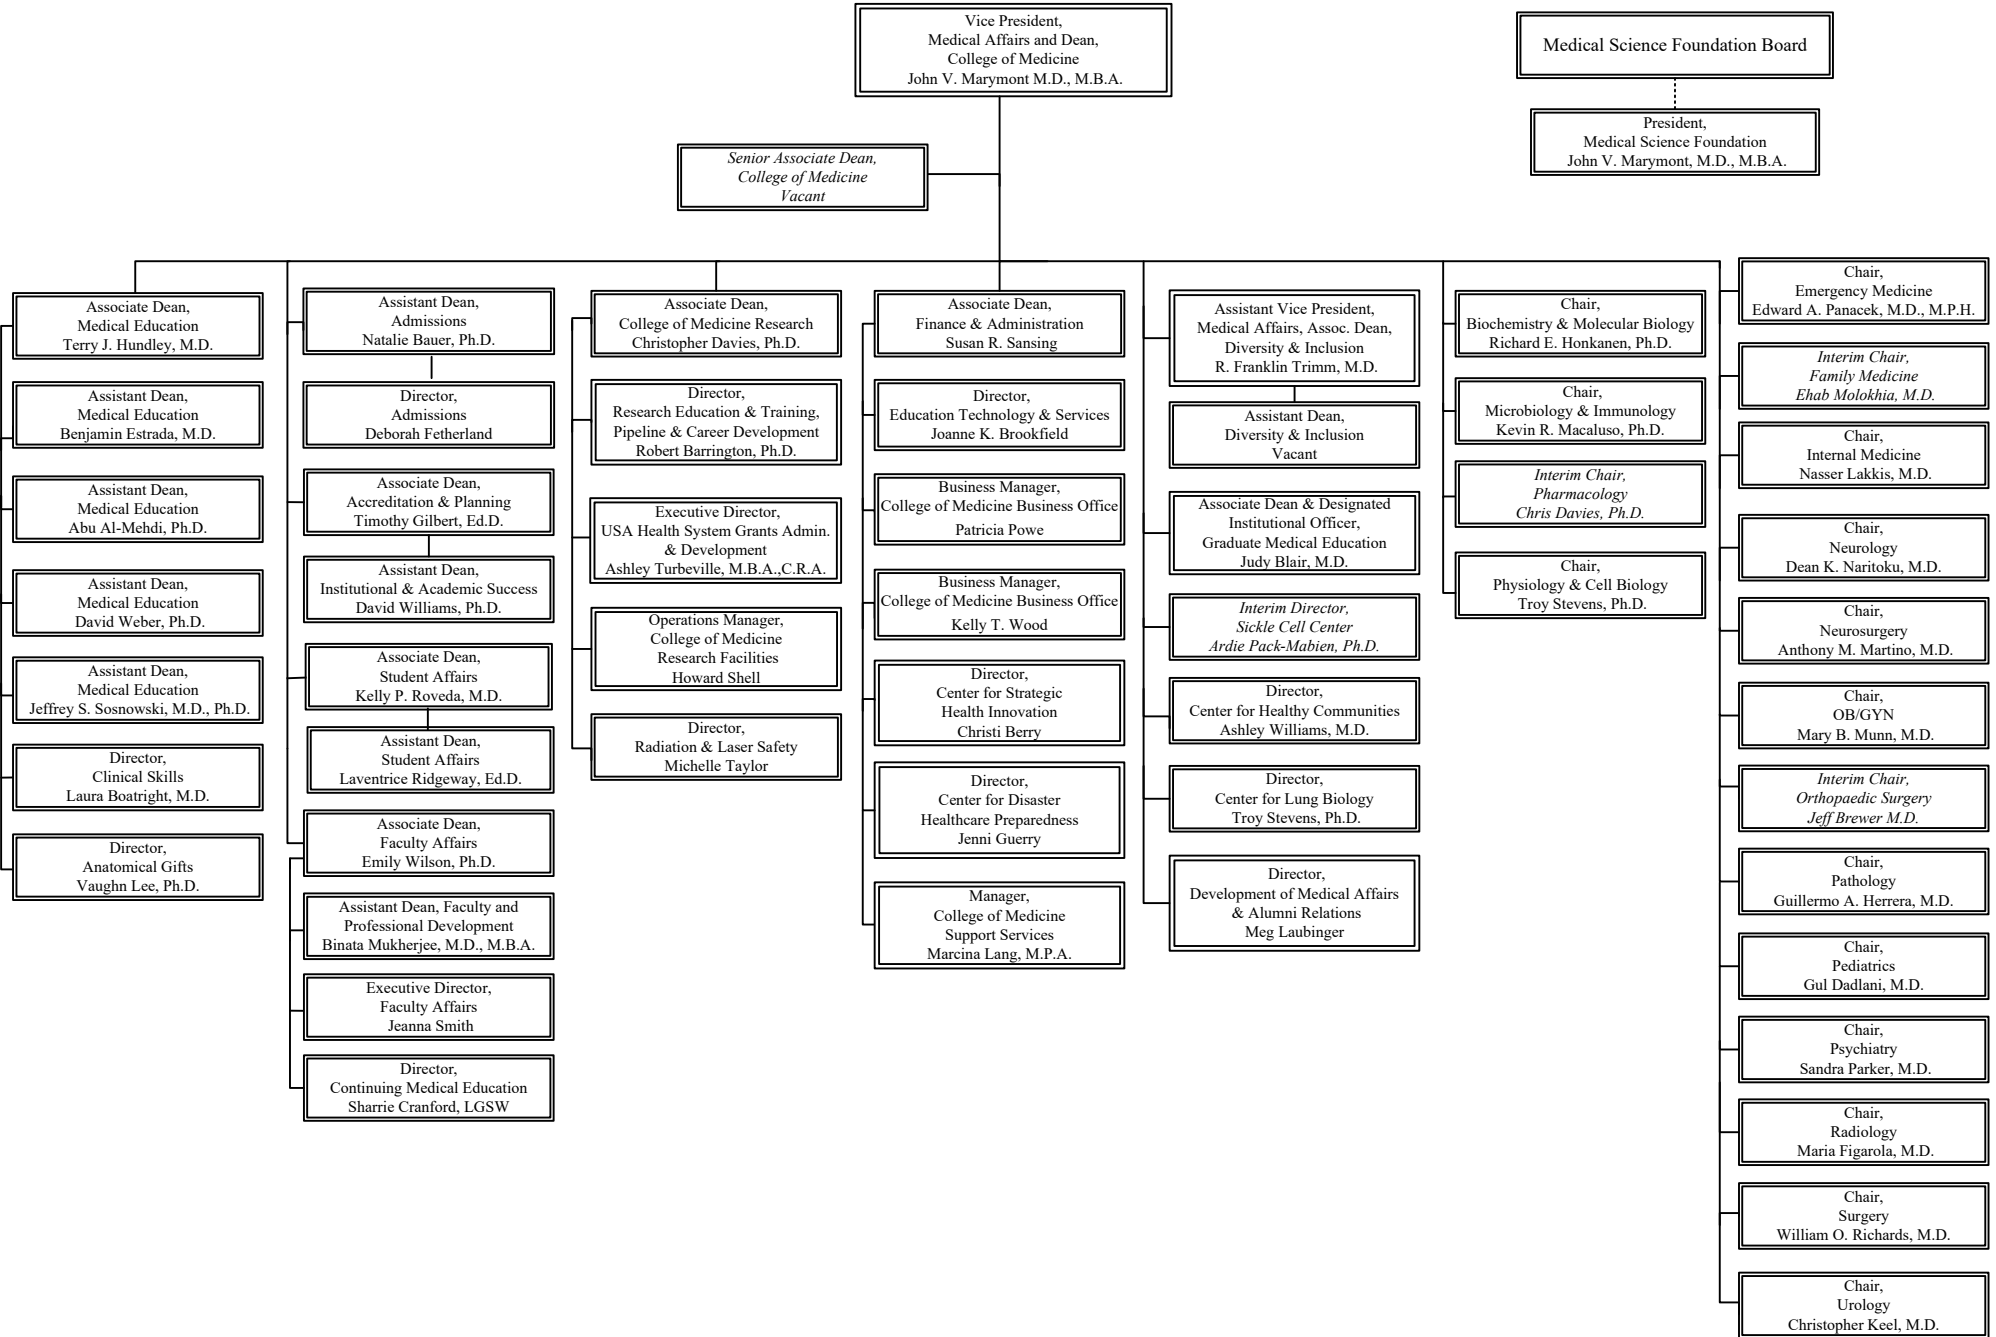 Vice President,
Medical Affairs and Dean,
College of Medicine
John V. Marymont M.D., M.B.A.
Medical Science Foundation Board
President,
Medical Science Foundation
John V. Marymont, M.D., M.B.A.
Senior Associate Dean,
College of Medicine
Vacant
Associate Dean,
Medical Education
Terry J. Hundley, M.D.
Assistant Dean,
Medical Education
Benjamin Estrada, M.D.
Assistant Dean,
Medical Education
Abu Al-Mehdi, Ph.D.
Assistant Dean,
Medical Education
David Weber, Ph.D.
Assistant Dean,
Medical Education
Jeffrey S. Sosnowski, M.D., Ph.D.
Director,
Clinical Skills
Laura Boatright, M.D.
Director,
Anatomical Gifts
Vaughn Lee, Ph.D.
Assistant Dean,
Admissions
Natalie Bauer, Ph.D.
Director,
Admissions
Deborah Fetherland
Associate Dean,
Accreditation & Planning
Timothy Gilbert, Ed.D.
Assistant Dean,
Institutional & Academic Success
David Williams, Ph.D.
Associate Dean,
Student Affairs
Kelly P. Roveda, M.D.
Assistant Dean,
Student Affairs
Laventrice Ridgeway, Ed.D.
Associate Dean,
Faculty Affairs
Emily Wilson, Ph.D.
Assistant Dean, Faculty and
Professional Development
Binata Mukherjee, M.D., M.B.A.
Executive Director,
Faculty Affairs
Jeanna Smith
Director,
Continuing Medical Education
Sharrie Cranford, LGSW
Associate Dean,
College of Medicine Research
Christopher Davies, Ph.D.
Director,
Research Education & Training,
Pipeline & Career Development
Robert Barrington, Ph.D.
Executive Director,
USA Health System Grants Admin.
& Development
Ashley Turbeville, M.B.A.,C.R.A.
Operations Manager,
College of Medicine
Research Facilities
Howard Shell
Director,
Radiation & Laser Safety
Michelle Taylor
Associate Dean,
Finance & Administration
Susan R. Sansing
Director,
Education Technology & Services
Joanne K. Brookfield
Business Manager,
College of Medicine Business Office
Patricia Powe
Business Manager,
College of Medicine Business Office
Kelly T. Wood
Director,
Center for Strategic
Health Innovation
Christi Berry
Director,
Center for Disaster
Healthcare Preparedness
Jenni Guerry
Manager,
College of Medicine
Support Services
Marcina Lang, M.P.A.
Assistant Vice President,
Medical Affairs, Assoc. Dean,
Diversity & Inclusion
R. Franklin Trimm, M.D.
Assistant Dean,
Diversity & Inclusion
Vacant
Associate Dean & Designated
Institutional Officer,
Graduate Medical Education
Judy Blair, M.D.
Interim Director,
Sickle Cell Center
Ardie Pack-Mabien, Ph.D.
Director,
Center for Healthy Communities
Ashley Williams, M.D.
Director,
Center for Lung Biology
Troy Stevens, Ph.D.
Director,
Development of Medical Affairs
& Alumni Relations
Meg Laubinger
Chair,
Biochemistry & Molecular Biology
Richard E. Honkanen, Ph.D.
Chair,
Microbiology & Immunology
Kevin R. Macaluso, Ph.D.
Interim Chair,
Pharmacology
Chris Davies, Ph.D.
Chair,
Physiology & Cell Biology
Troy Stevens, Ph.D.
Chair,
Emergency Medicine
Edward A. Panacek, M.D., M.P.H.
Interim Chair,
Family Medicine
Ehab Molokhia, M.D.
Chair,
Internal Medicine
Nasser Lakkis, M.D.
Chair,
Neurology
Dean K. Naritoku, M.D.
Chair,
Neurosurgery
Anthony M. Martino, M.D.
Chair,
OB/GYN
Mary B. Munn, M.D.
Interim Chair,
Orthopaedic Surgery
Jeff Brewer M.D.
Chair,
Pathology
Guillermo A. Herrera, M.D.
Chair,
Pediatrics
Gul Dadlani, M.D.
Chair,
Psychiatry
Sandra Parker, M.D.
Chair,
Radiology
Maria Figarola, M.D.
Chair,
Surgery
William O. Richards, M.D.
Chair,
Urology
Christopher Keel, M.D.